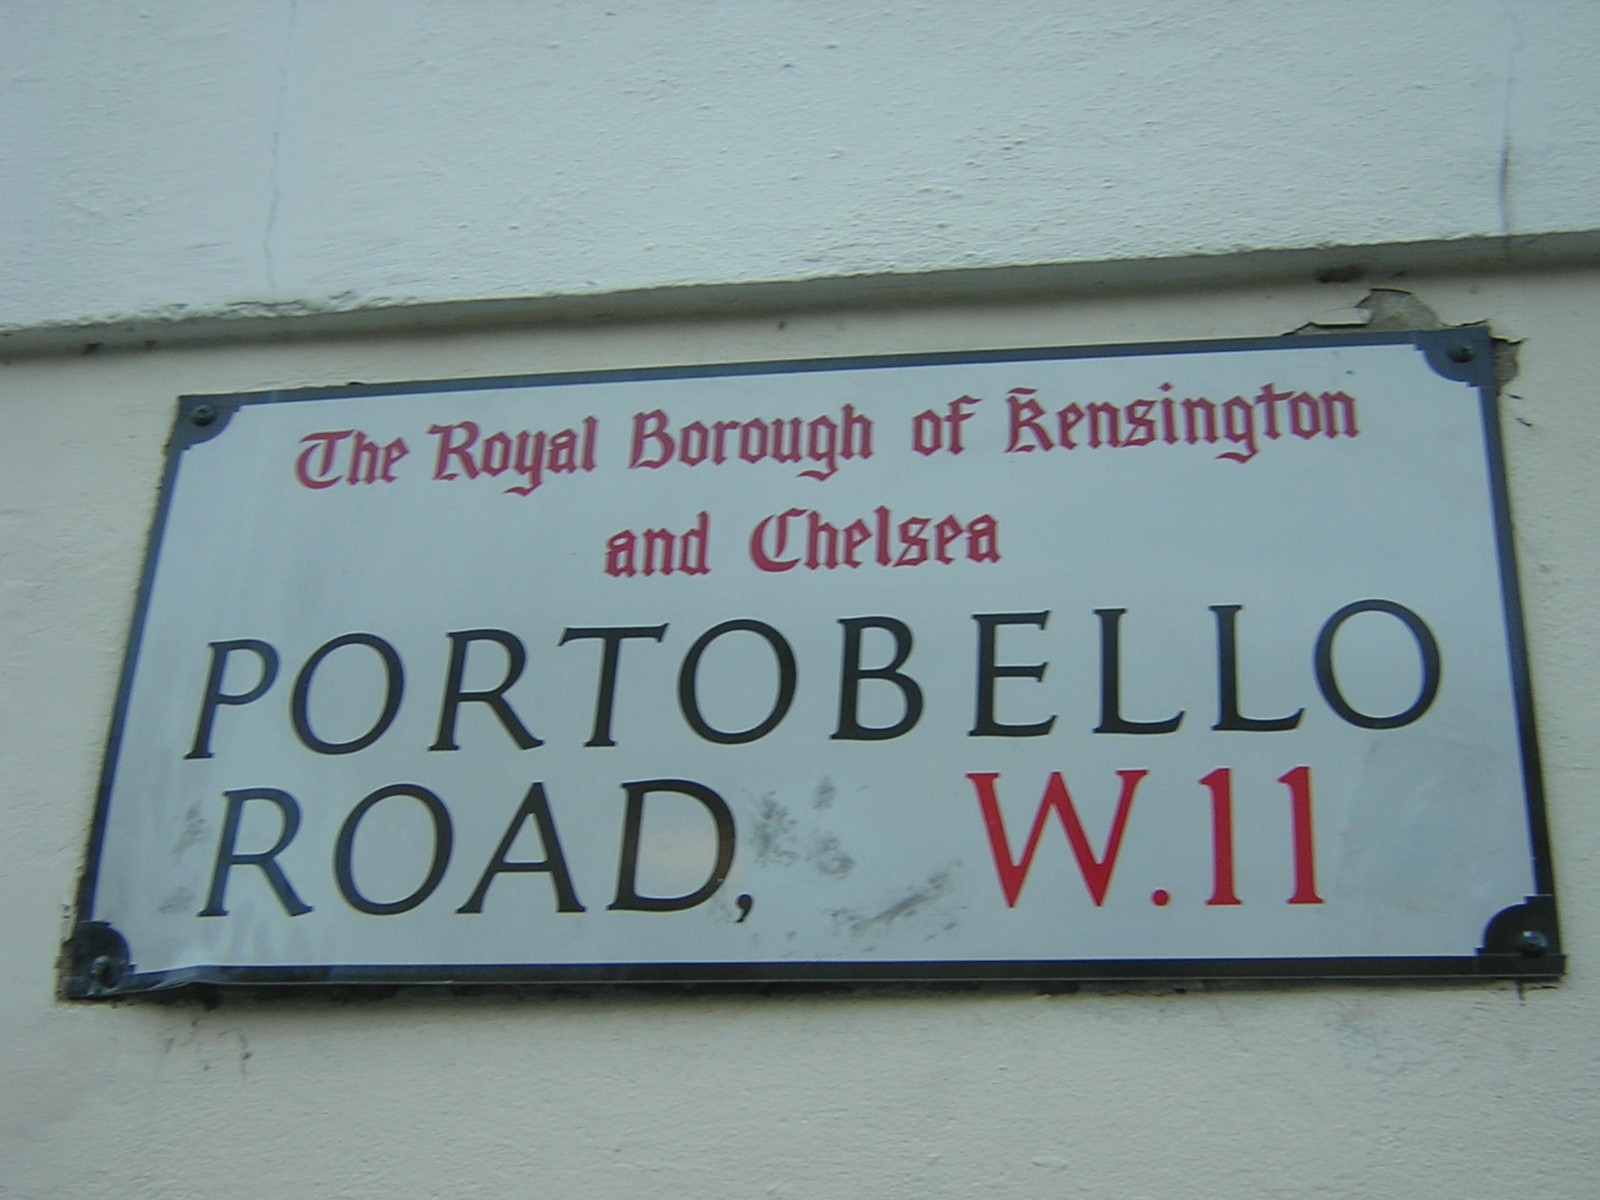 The Royal Borough of Kensington
and Chelsea
PORTOBELLO
ROAD, W.11